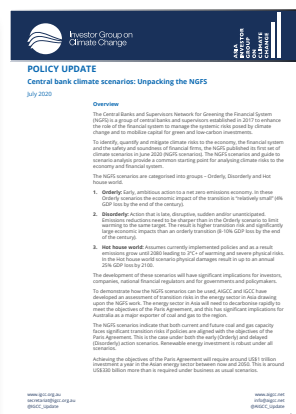 Investor Group on
Climate Change
ASIA
INVESTOR
GROUP
ON
CLIMATE
CHANGE
POLICY UPDATE
Central bank climate scenarios: Unpacking the NGFS
July 2020
Overview
The Central Banks and Supervisors Network for Greening the Financial System
(NGFS) is a group of central banks and supervisors established in 2017 to enhance
the role of the financial system to manage the systemic risks posed by climate
change and to mobilize capital for green and low-carbon investments.
To identify, quantify and mitigate climate risks to the economy, the financial system
and the safety and soundness of financial firms, the NGFS published its first set of
climate scenarios in June 2020 (NGFS scenarios). The NGFS scenarios and guide to
scenario analysis provide a common starting point for analysing climate risks to the
economy and financial system.
The NGFS scenarios are categorised into groups – Orderly, Disorderly and Hot
house world.
1. Orderly: Early, ambitious action to a net zero emissions economy. In these
Orderly scenarios the economic impact of the transition is "relatively small" (4%
GDP loss by the end of the century).
2. Disorderly: Action that is late, disruptive, sudden and/or unanticipated.
Emissions reductions need to be sharper than in the Orderly scenario to limit
warming to the same target. The result is higher transition risk and significantly
large economic impacts than an orderly transition (8-10% GDP loss by the end
of the century).
3. Hot house world: Assumes currently implemented policies and as a result
emissions grow until 2080 leading to 3°C+ of warming and severe physical risks.
In the Hot house world scenario physical damages result in up to an annual
25% GDP loss by 2100.
The development of these scenarios will have significant implications for investors,
companies, national financial regulators and for governments and policymakers.
To demonstrate how the NGFS scenarios can be used, AIGCC and IGCC have
developed an assessment of transition risks in the energy sector in Asia drawing
upon the NGFS work. The energy sector in Asia will need to decarbonise rapidly to
meet the objectives of the Paris Agreement, and this has significant implications for
Australia as a major exporter of coal and gas to the region.
The NGFS scenarios indicate that both current and future coal and gas capacity
faces significant transition risks if policies are aligned with the objectives of the Paris
Agreement. This is the case under both the early (Orderly) and delayed
(Disorderly) action scenarios. Renewable energy investment is robust under all
scenarios.
Achieving the objectives of the Paris Agreement will require around US$1 trillion
investment a year in the Asian energy sector between now and 2050. This is around
US$330 billion more than is required under business as usual scenarios.
www.igcc.org.au
secretariat@igcc.org.au
@IGCC_Update
www.aigcc.net
info@aigcc.net
@AIGCC_Update